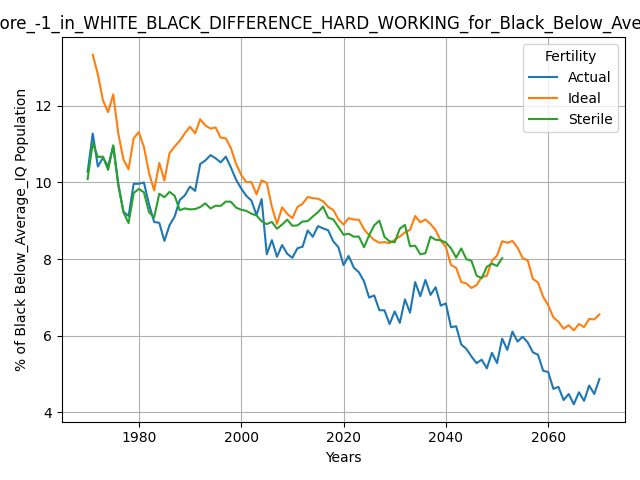 ore_-1_in_WHITE_BLACK_DIFFERENCE_HARD_WORKING_for_Black_Below_Ave
Fertility
Actual
Ideal
Sterile
% of Black Below_Average_IQ Population
12
10
8
6
4
1980 2000 2020 2040 2060
Years